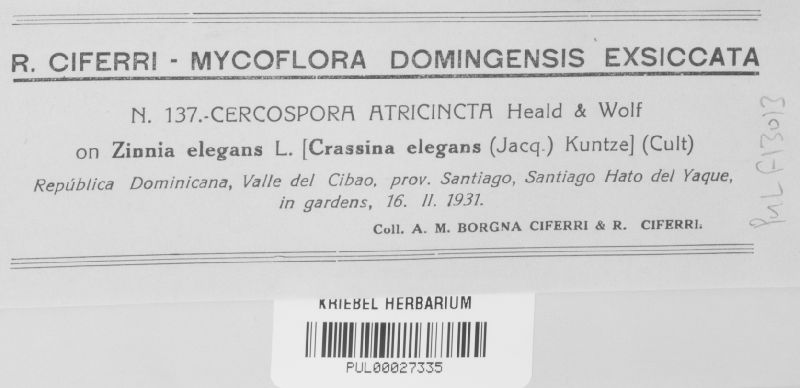 R. CIFERRI - MYCOFLORA DOMINGENSIS EXSICCATA
N. 137.-CERCOSPORA ATRICINCTA Heald & Wolf
on Zinnia elegans L. [Crassina elegans (Jacq.) Kuntze] (Cult)
República Dominicana, Valle del Cibao, prov. Santiago, Santiago Hato del Yaque,
in gardens, 16. II. 1931.
Coll. A. M. BORGNA CIFERRI & R. CIFERRI.
PUL F13013
KRIEBEL HERBARIUM
PUL00027335